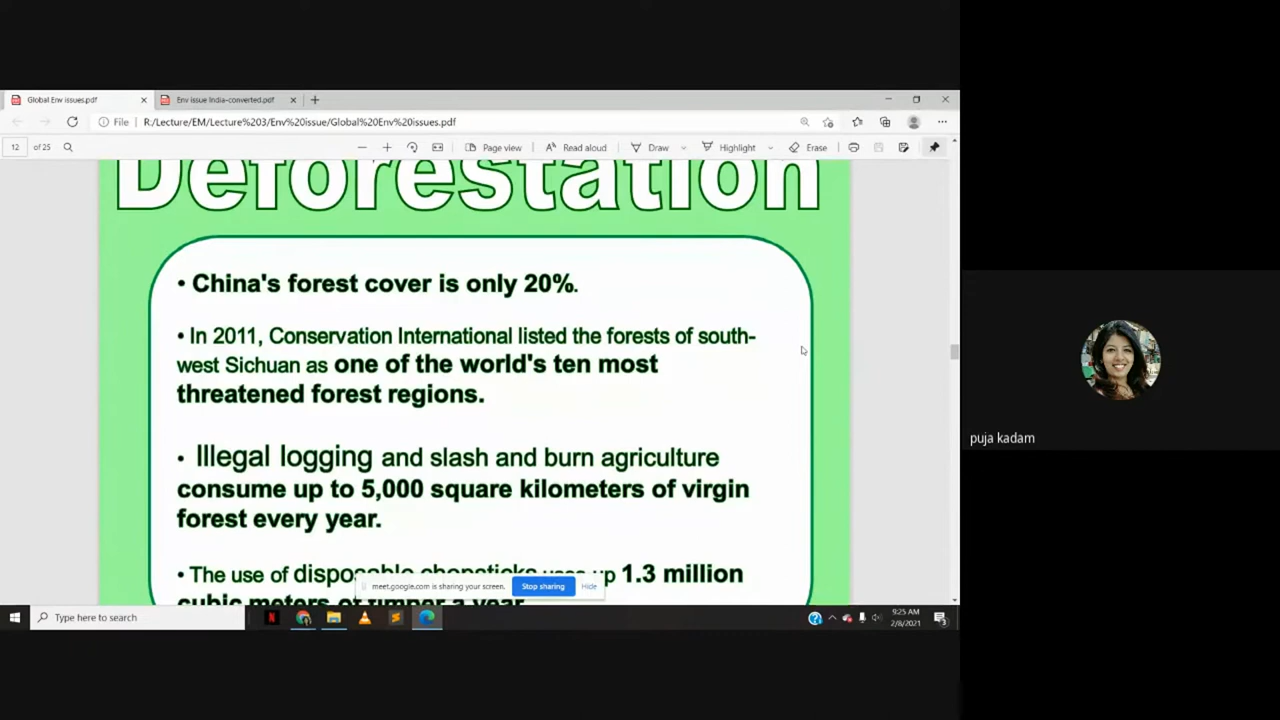 Global Env issues.pdf
Env issue India-converted.pdf
File
R:/Lecture/EM/Lecture%203/Env%20issue/Global%20Env%20issues.pdf
12 of 25
Page view
Read aloud
Draw
Highlight
Erase
Deforestation
• China's forest cover is only 20%.
• In 2011, Conservation International listed the forests of south-
west Sichuan as one of the world's ten most
threatened forest regions.
• Illegal logging and slash and burn agriculture
consume up to 5,000 square kilometers of virgin
forest every year.
• The use of disposable chopsticks uses up 1.3 million
cubic meters of timber a year.
meet.google.com is sharing your screen.
Stop sharing
Hide
puja kadam
Type here to search
9:25 AM
2/8/2021
3